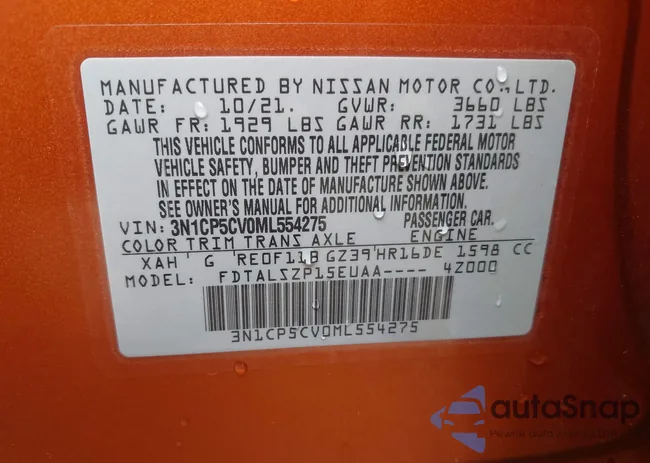 MANUFACTURED BY NISSAN MOTOR CO., LTD.
DATE: 10/21. GVWR: 3660 LBS
GAWR FR: 1929 LBS GAWR RR: 1731 LBS
THIS VEHICLE CONFORMS TO ALL APPLICABLE FEDERAL MOTOR
VEHICLE SAFETY, BUMPER AND THEFT PREVENTION STANDARDS
IN EFFECT ON THE DATE OF MANUFACTURE SHOWN ABOVE.
SEE OWNER'S MANUAL FOR ADDITIONAL INFORMATION.
VIN: 3N1CP5CV0ML554275 PASSENGER CAR.
COLOR TRIM TRANS AXLE ENGINE
XAH G RE0F11B GZ39 HR16DE 1598 CC
MODEL: FDTALSZP15EUAA---- 4Z000
3N1CP5CV0ML554275
autaSnap